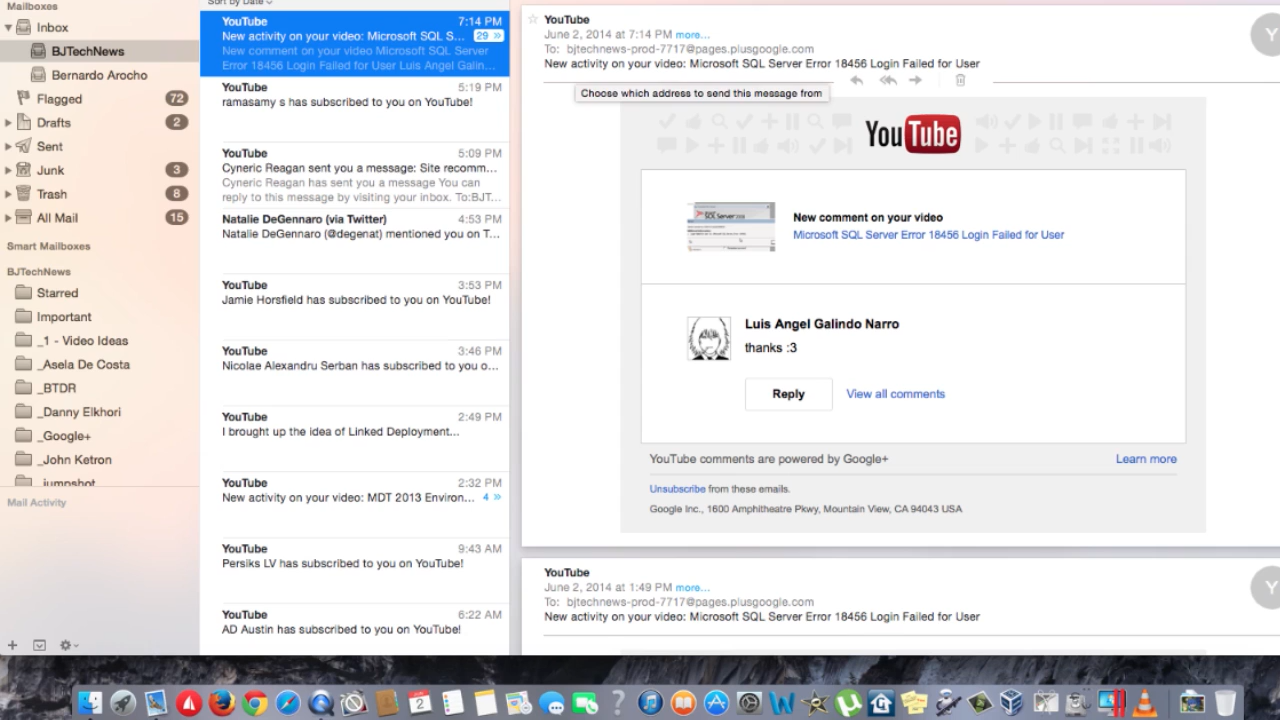 Mailboxes
Inbox
BJTechNews
Bernardo Arocho
Flagged 72
Drafts 2
Sent
Junk 3
Trash 8
All Mail 15
Smart Mailboxes
BJTechNews
Starred
Important
_1 - Video Ideas
_Asela De Costa
_BTDR
_Danny Elkhori
_Google+
_John Ketron
_jumpshot
Mail Activity
Sort by Date
YouTube 7:14 PM
New activity on your video: Microsoft SQL S... 29 »
New comment on your video Microsoft SQL Server
Error 18456 Login Failed for User Luis Angel Galin...
YouTube 5:19 PM
ramasamy s has subscribed to you on YouTube!
YouTube 5:09 PM
Cyneric Reagan sent you a message: Site recomm...
Cyneric Reagan has sent you a message You can
reply to this message by visiting your inbox. To:BJT...
Natalie DeGennaro (via Twitter) 4:53 PM
Natalie DeGennaro (@degenat) mentioned you on T...
YouTube 3:53 PM
Jamie Horsfield has subscribed to you on YouTube!
YouTube 3:46 PM
Nicolae Alexandru Serban has subscribed to you o...
YouTube 2:49 PM
I brought up the idea of Linked Deployment...
YouTube 2:32 PM
New activity on your video: MDT 2013 Environ... 4 »
YouTube 9:43 AM
Persiks LV has subscribed to you on YouTube!
YouTube 6:22 AM
AD Austin has subscribed to you on YouTube!
YouTube
June 2, 2014 at 7:14 PM more...
To: bjtechnews-prod-7717@pages.plusgoogle.com
New activity on your video: Microsoft SQL Server Error 18456 Login Failed for User
Y
Choose which address to send this message from
YouTube
SQL Server
New comment on your video
Microsoft SQL Server Error 18456 Login Failed for User
Luis Angel Galindo Narro
thanks :3
Reply View all comments
YouTube comments are powered by Google+ Learn more
Unsubscribe from these emails.
Google Inc., 1600 Amphitheatre Pkwy, Mountain View, CA 94043 USA
YouTube
June 2, 2014 at 1:49 PM more...
To: bjtechnews-prod-7717@pages.plusgoogle.com
New activity on your video: Microsoft SQL Server Error 18456 Login Failed for User
Y
2